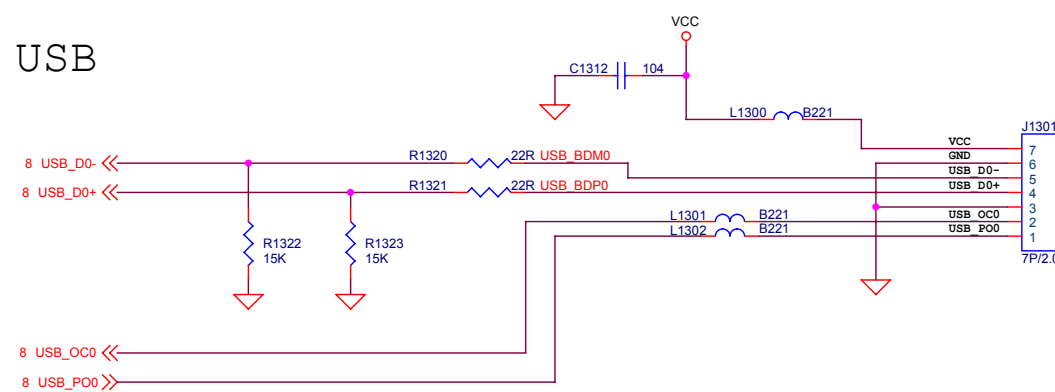 VCC
USB
C1312 104
L1300 B221
J1301
VCC 7
GND 6
8 USB_D0- R1320 22R USB_BDM0 USB_D0- 5
8 USB_D0+ R1321 22R USB_BDP0 USB_D0+ 4
3
L1301 B221 USB_OC0 2
L1302 B221 USB_PO0 1
R1322 R1323
15K 15K
7P/2.0
8 USB_OC0
8 USB_PO0